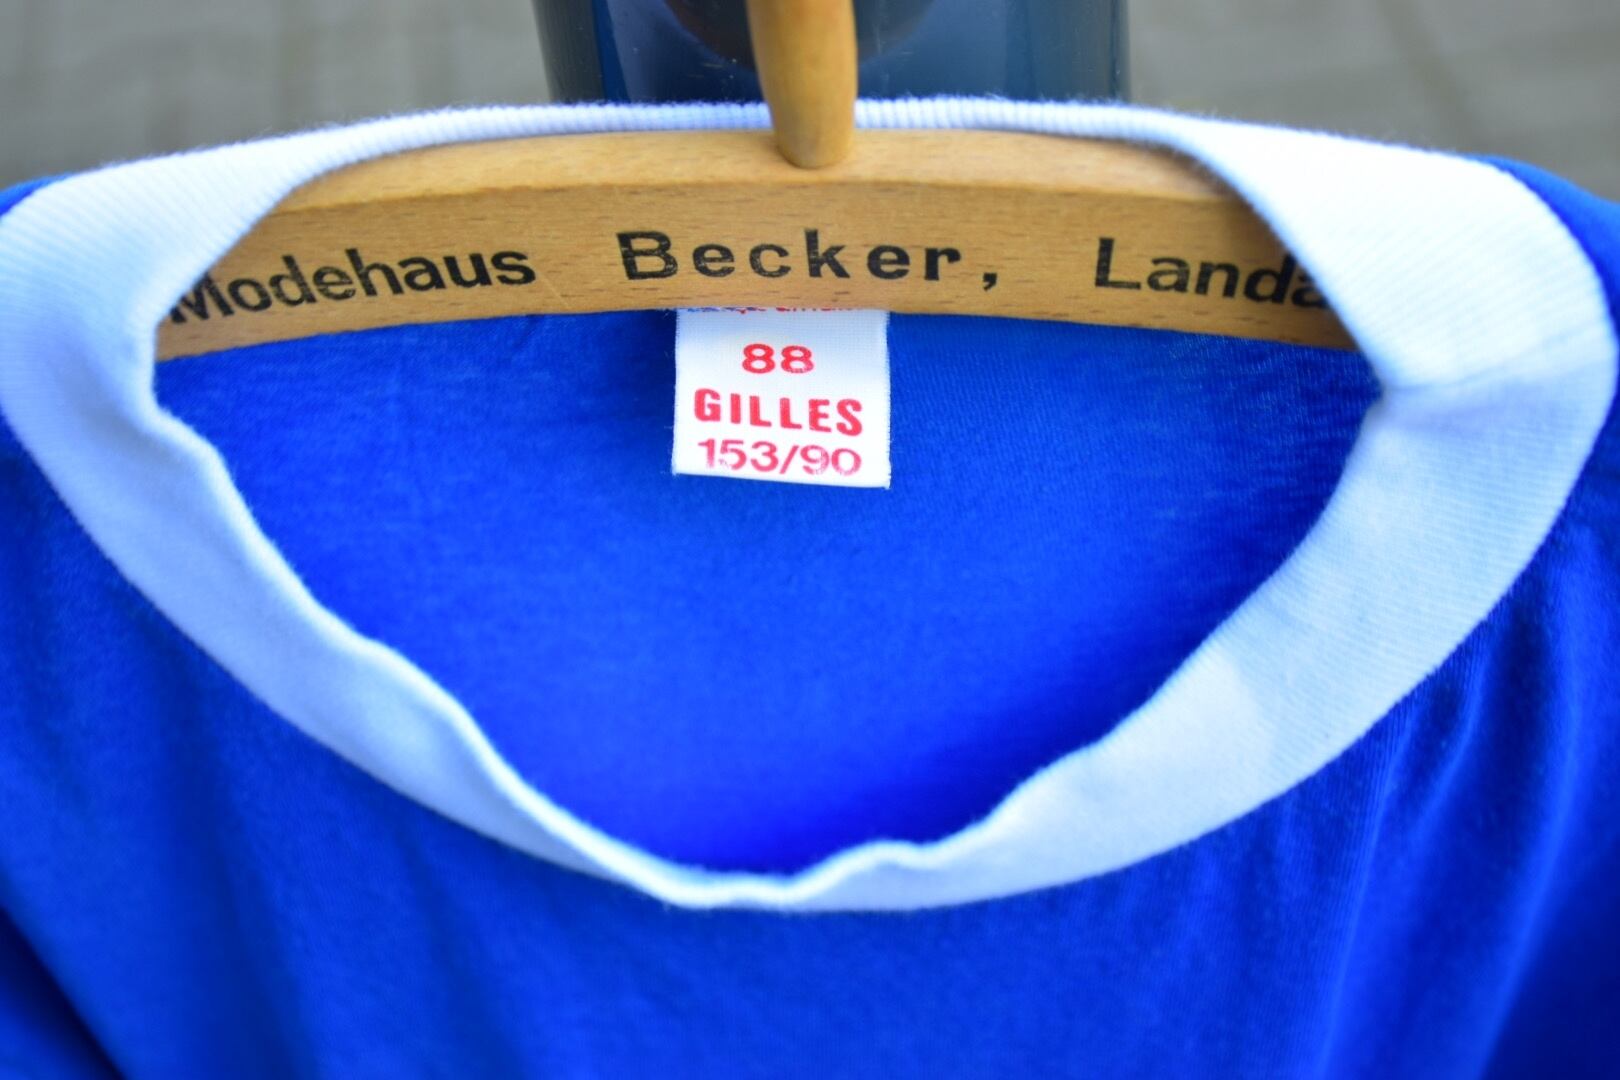 Modehaus Becker, Landa
88
GILLES
153/90